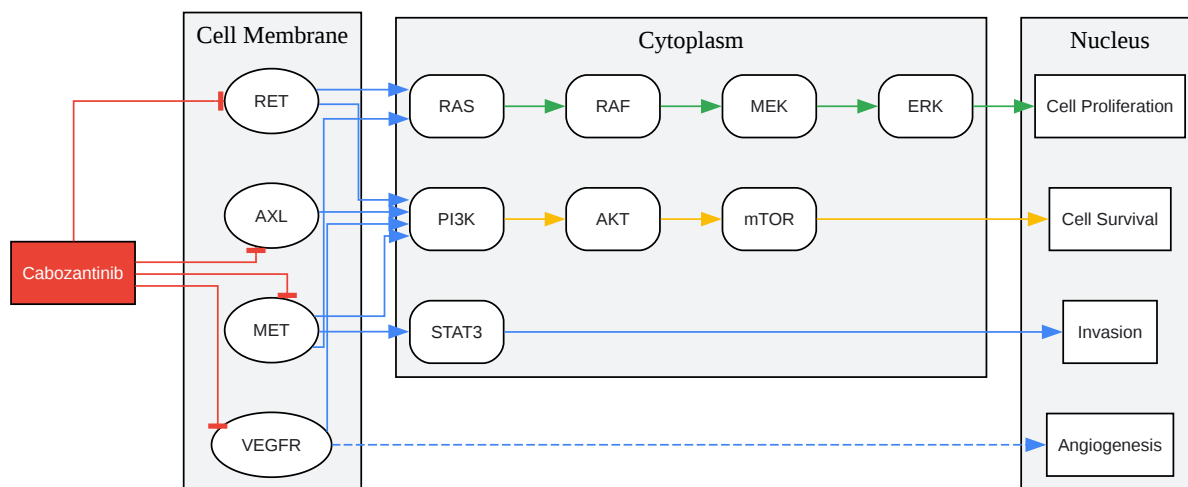 Cell Membrane
Cytoplasm
Nucleus
RET
RAS
RAF
MEK
ERK
Cell Proliferation
AXL
PI3K
AKT
mTOR
Cell Survival
Cabozantinib
MET
STAT3
Invasion
VEGFR
Angiogenesis